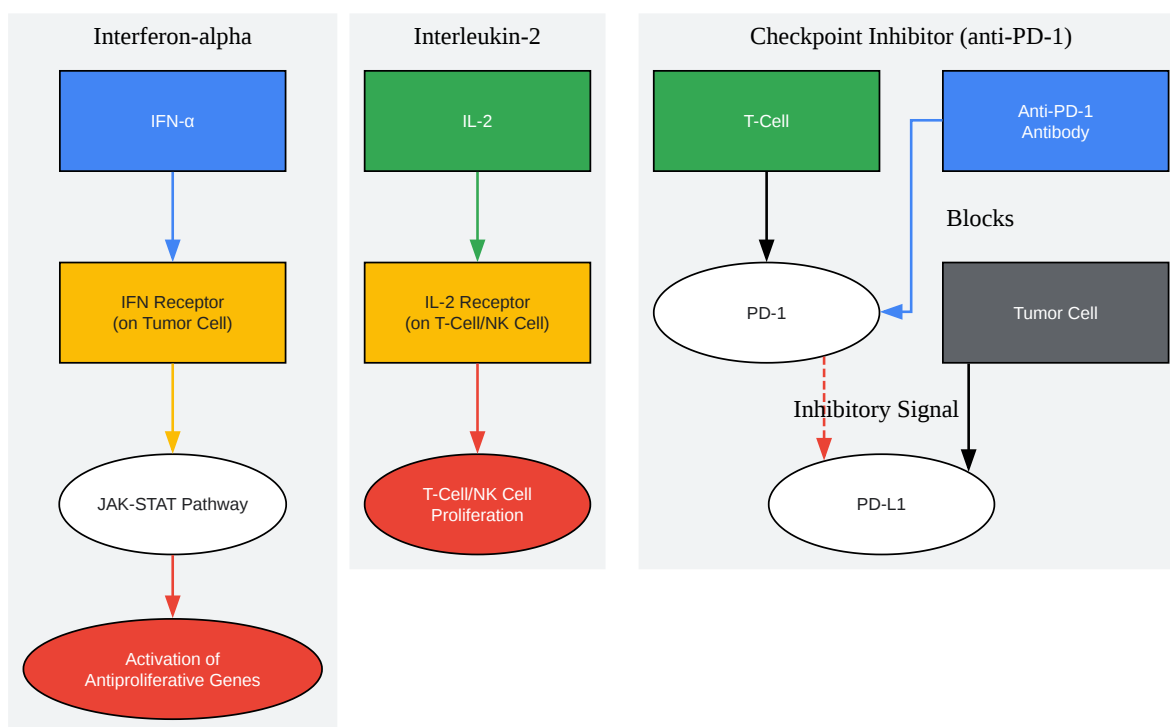 Interferon-alpha
IFN-α
IFN Receptor
(on Tumor Cell)
JAK-STAT Pathway
Activation of
Antiproliferative Genes
Interleukin-2
IL-2
IL-2 Receptor
(on T-Cell/NK Cell)
T-Cell/NK Cell
Proliferation
Checkpoint Inhibitor (anti-PD-1)
T-Cell
Anti-PD-1
Antibody
Blocks
PD-1
Tumor Cell
Inhibitory Signal
PD-L1